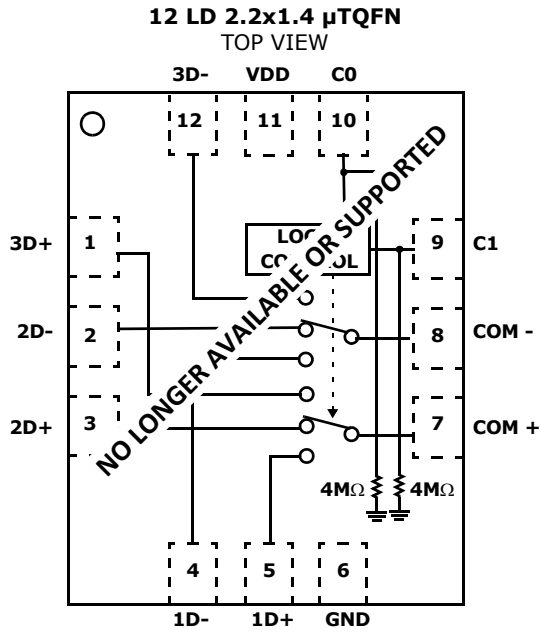 12 LD 2.2x1.4 µTQFN
TOP VIEW
3D- VDD C0
12 11 10
3D+ 1 9 C1
LOGIC
CONTROL
2D- 2 8 COM -
2D+ 3 7 COM +
4MΩ 4MΩ
4 5 6
1D- 1D+ GND
NO LONGER AVAILABLE OR SUPPORTED